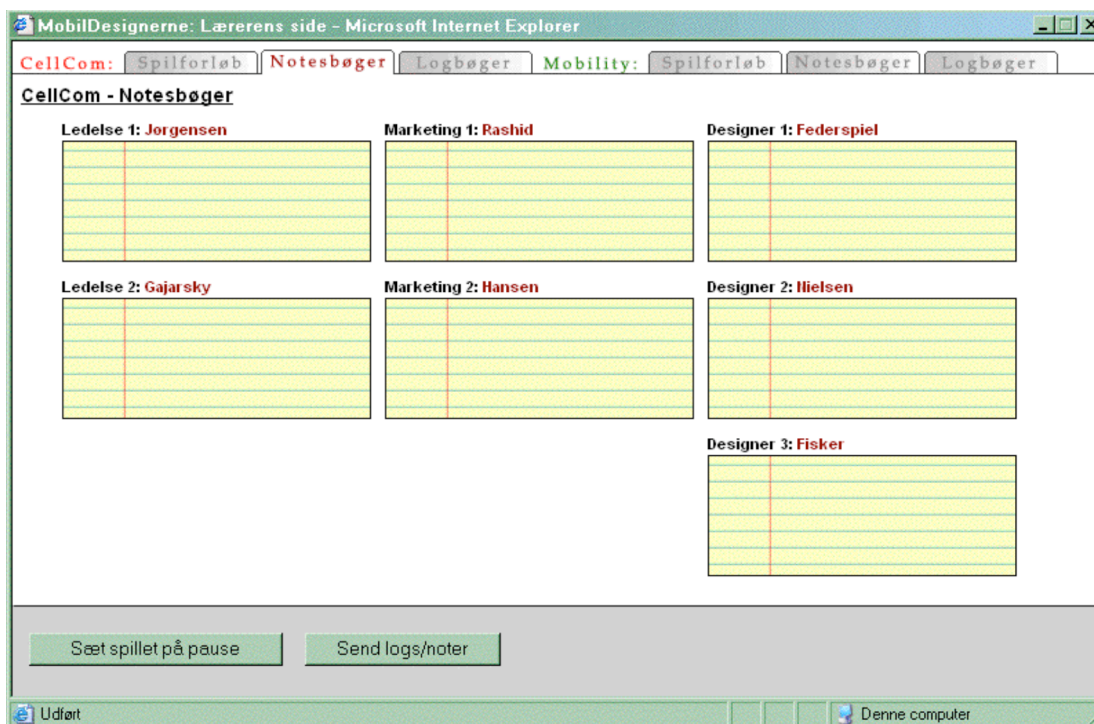 MobilDesignerne: Lærerens side - Microsoft Internet Explorer
CellCom: Spilforløb Notesbøger Logbøger Mobility: Spilforløb Notesbøger Logbøger
CellCom - Notesbøger
Ledelse 1: Jørgensen Marketing 1: Rashid Designer 1: Federspiel
Ledelse 2: Gajarsky Marketing 2: Hansen Designer 2: Nielsen
Designer 3: Fisker
Sæt spillet på pause Send logs/noter
Udført Denne computer